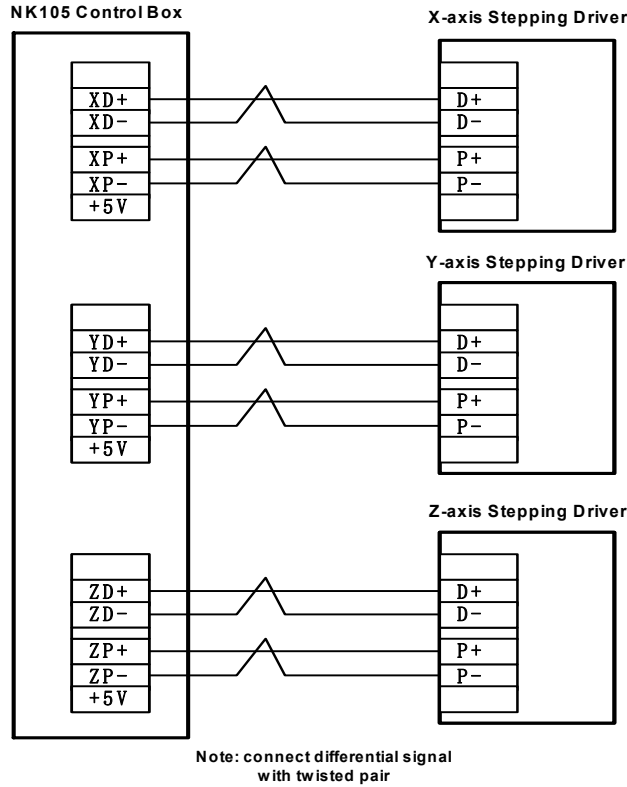 NK105 Control Box
X-axis Stepping Driver
XD+
XD-
XP+
XP-
+5V
D+
D-
P+
P-
Y-axis Stepping Driver
YD+
YD-
YP+
YP-
+5V
D+
D-
P+
P-
Z-axis Stepping Driver
ZD+
ZD-
ZP+
ZP-
+5V
D+
D-
P+
P-
Note: connect differential signal
with twisted pair